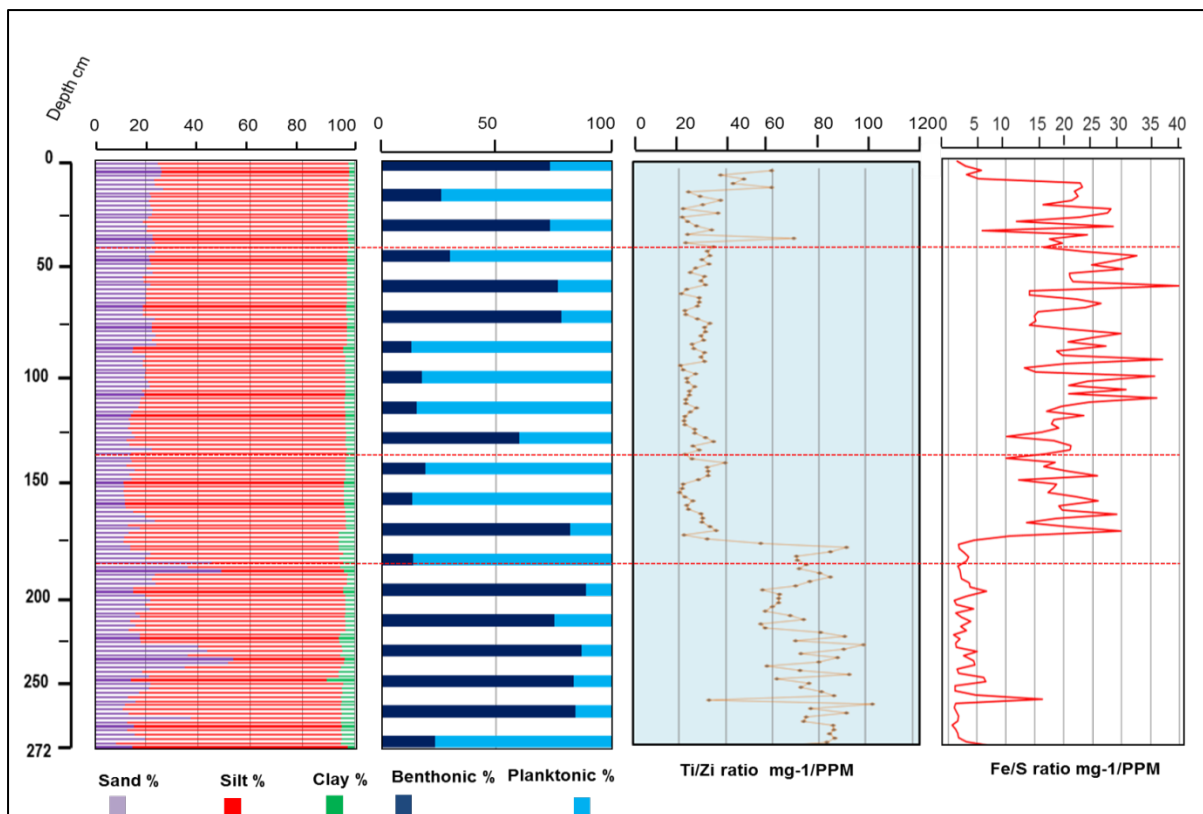 Depth cm
0 20 40 60 80 100
0 50 100
0 20 40 60 80 100 1200
5 10 15 20 25 30 35 40
0
50
100
150
200
250
272
Sand % Silt % Clay % Benthonic % Planktonic % Ti/Zi ratio mg-1/PPM Fe/S ratio mg-1/PPM